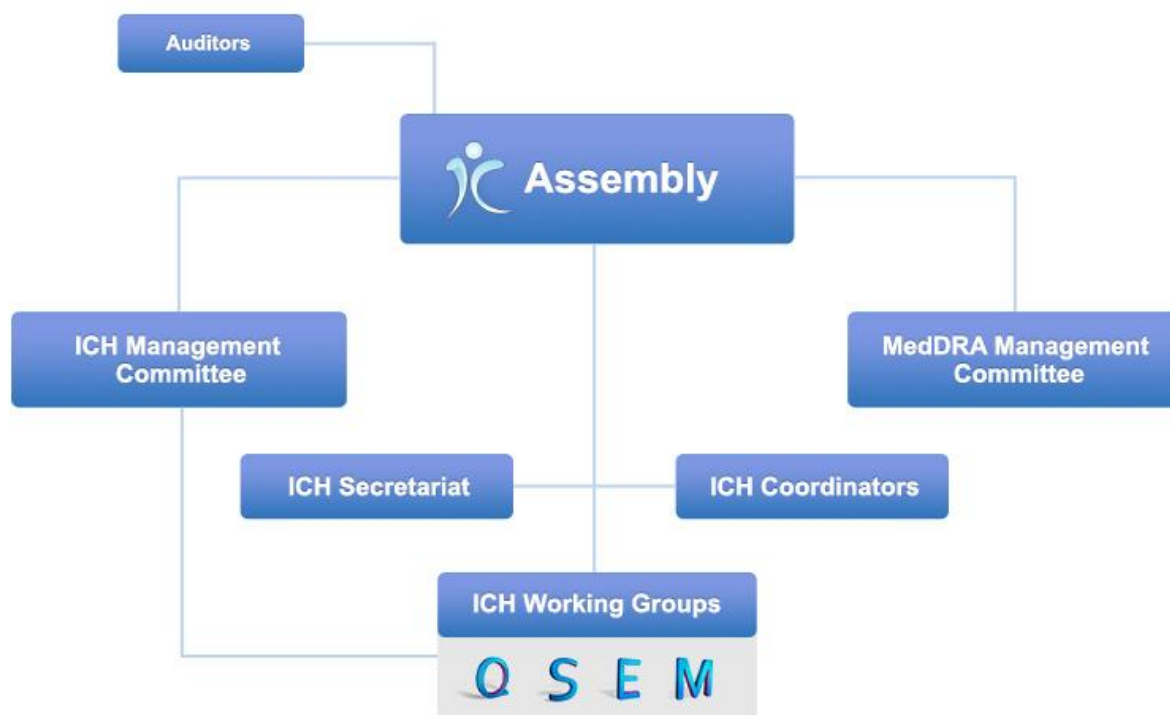 Auditors
Assembly
ICH Management
Committee
MedDRA Management
Committee
ICH Secretariat
ICH Coordinators
ICH Working Groups
Q S E M